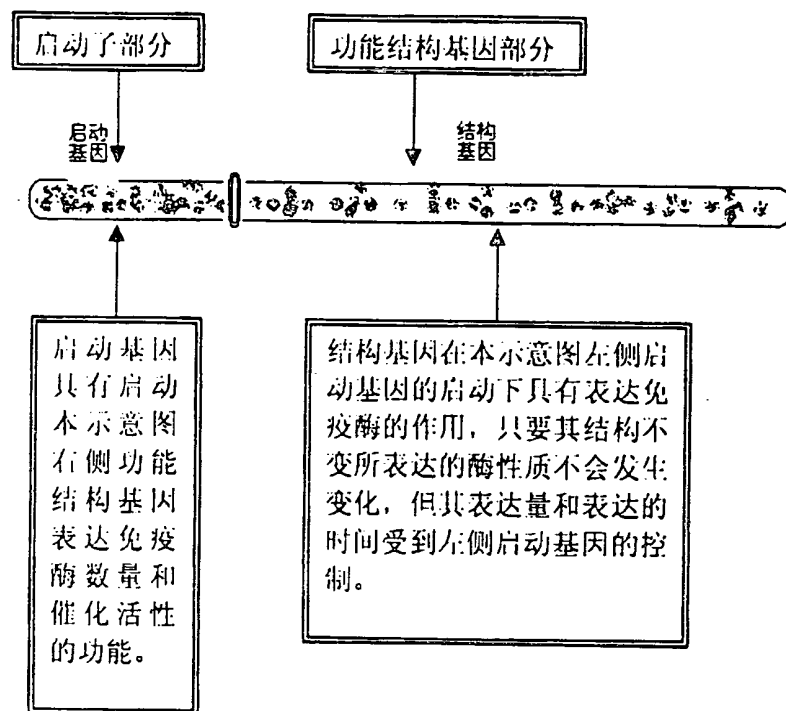 启动子部分
功能结构基因部分
启动
基因
结构
基因
启动基因
具有启动
本示意图
右侧功能
结构基因
表达免疫
酶数量和
催化活性
的功能。
结构基因在本示意图左侧启
动基因的启动下具有表达免
疫酶的作用，只要其结构不
变所表达的酶性质不会发生
变化，但其表达量和表达的
时间受到左侧启动基因的控
制。